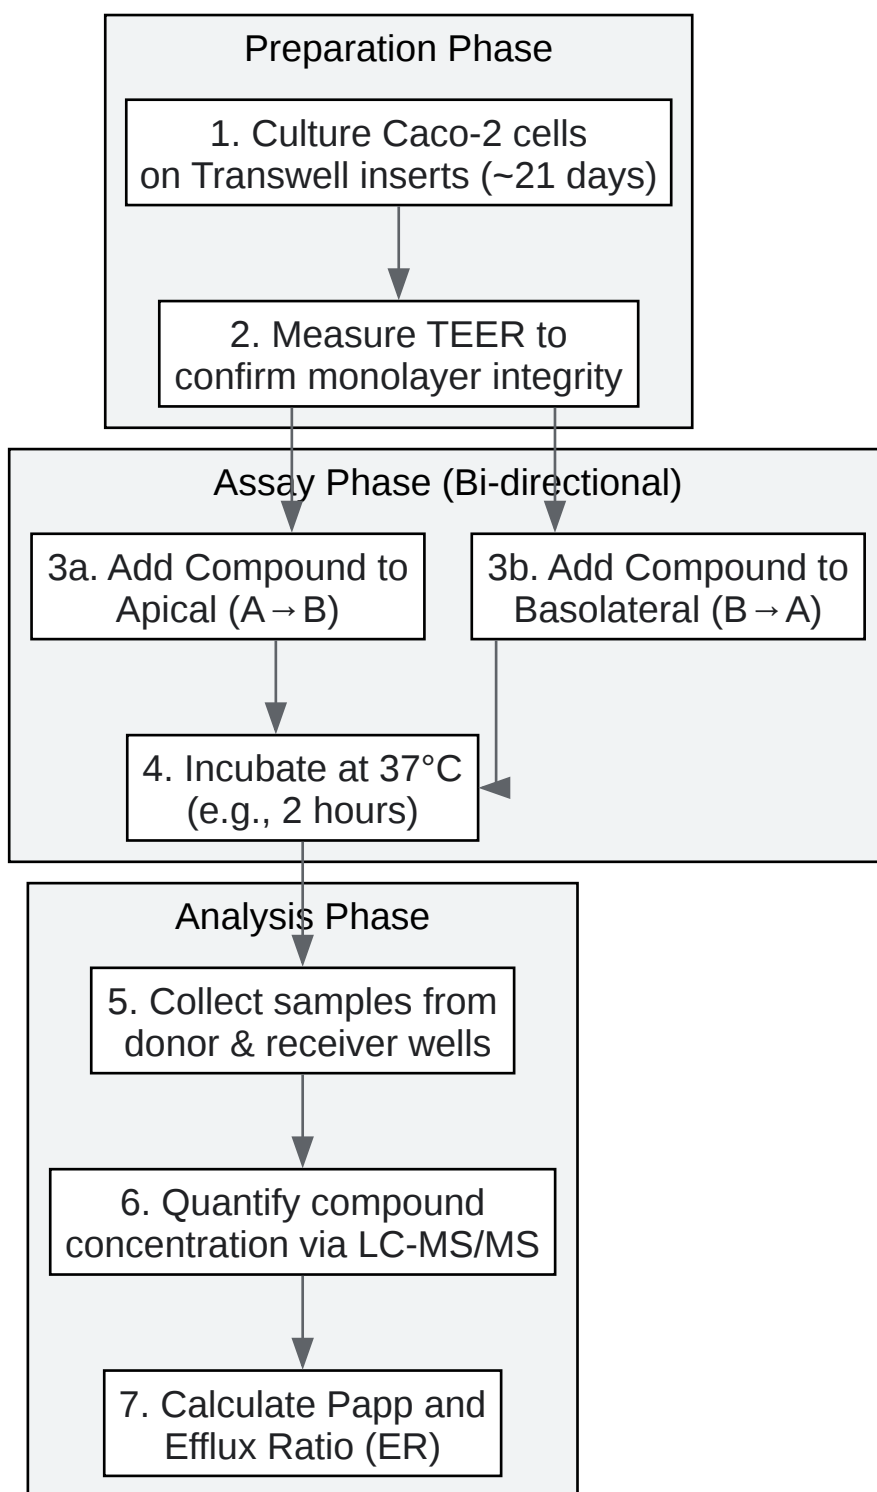 Preparation Phase
1. Culture Caco-2 cells
on Transwell inserts (~21 days)
2. Measure TEER to
confirm monolayer integrity
Assay Phase (Bi-directional)
3a. Add Compound to
Apical (A→B)
3b. Add Compound to
Basolateral (B→A)
4. Incubate at 37°C
(e.g., 2 hours)
Analysis Phase
5. Collect samples from
donor & receiver wells
6. Quantify compound
concentration via LC-MS/MS
7. Calculate Papp and
Efflux Ratio (ER)